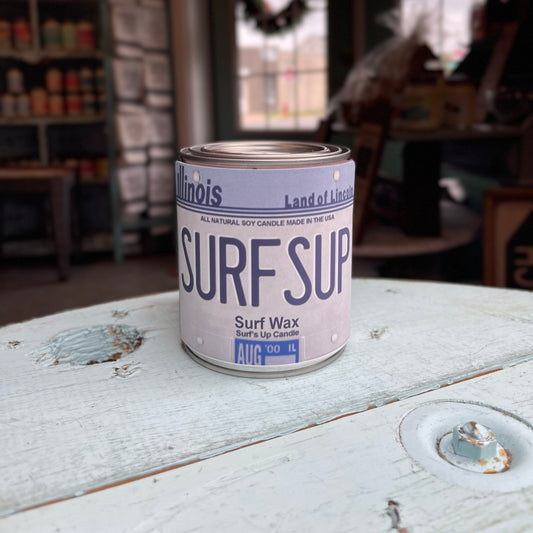 Illinois Land of Lincoln
ALL NATURAL SOY CANDLE MADE IN THE USA
SURF SUP
Surf Wax
Surf's Up Candle
AUG '00 IL